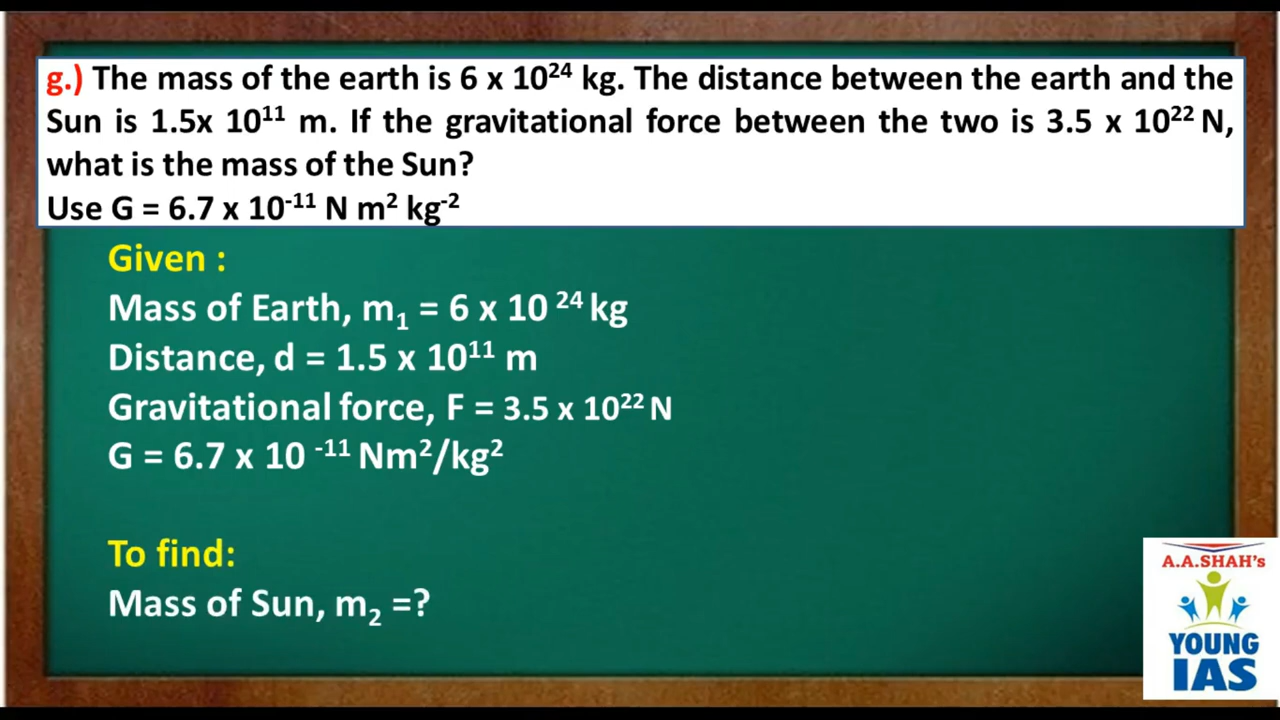 g.) The mass of the earth is 6 x 10²⁴ kg. The distance between the earth and the
Sun is 1.5x 10¹¹ m. If the gravitational force between the two is 3.5 x 10²² N,
what is the mass of the Sun?
Use G = 6.7 x 10⁻¹¹ N m² kg⁻²
Given :
Mass of Earth, m₁ = 6 x 10 ²⁴ kg
Distance, d = 1.5 x 10¹¹ m
Gravitational force, F = 3.5 x 10²² N
G = 6.7 x 10 ⁻¹¹ Nm²/kg²
To find:
Mass of Sun, m₂ =?
A.A.SHAH's
YOUNG
IAS